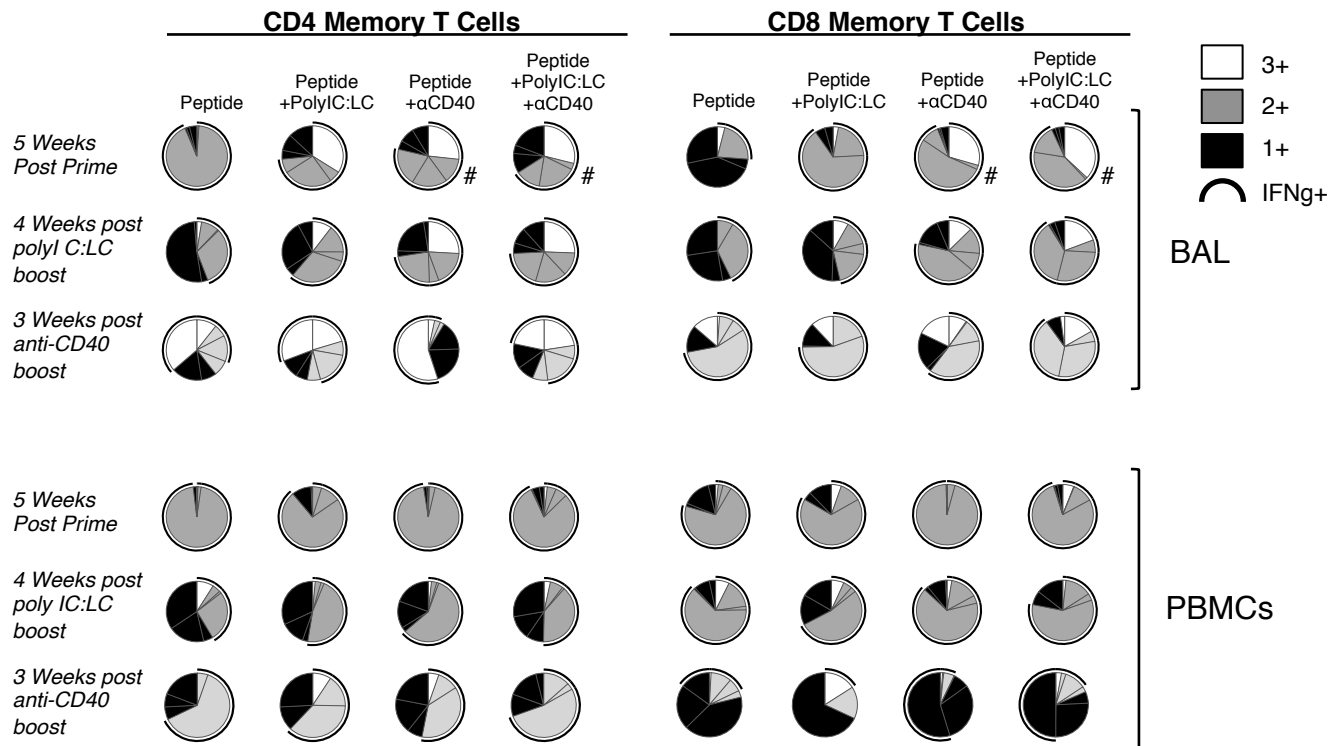 CD4 Memory T Cells
CD8 Memory T Cells
Peptide
Peptide
+PolyIC:LC
Peptide
+αCD40
Peptide
+PolyIC:LC
+αCD40
Peptide
Peptide
+PolyIC:LC
Peptide
+αCD40
Peptide
+PolyIC:LC
+αCD40
3+
2+
1+
IFNg+
5 Weeks
Post Prime
#
#
#
#
4 Weeks post
polyI C:LC
boost
3 Weeks post
anti-CD40
boost
BAL
5 Weeks
Post Prime
4 Weeks post
poly IC:LC
boost
3 Weeks post
anti-CD40
boost
PBMCs